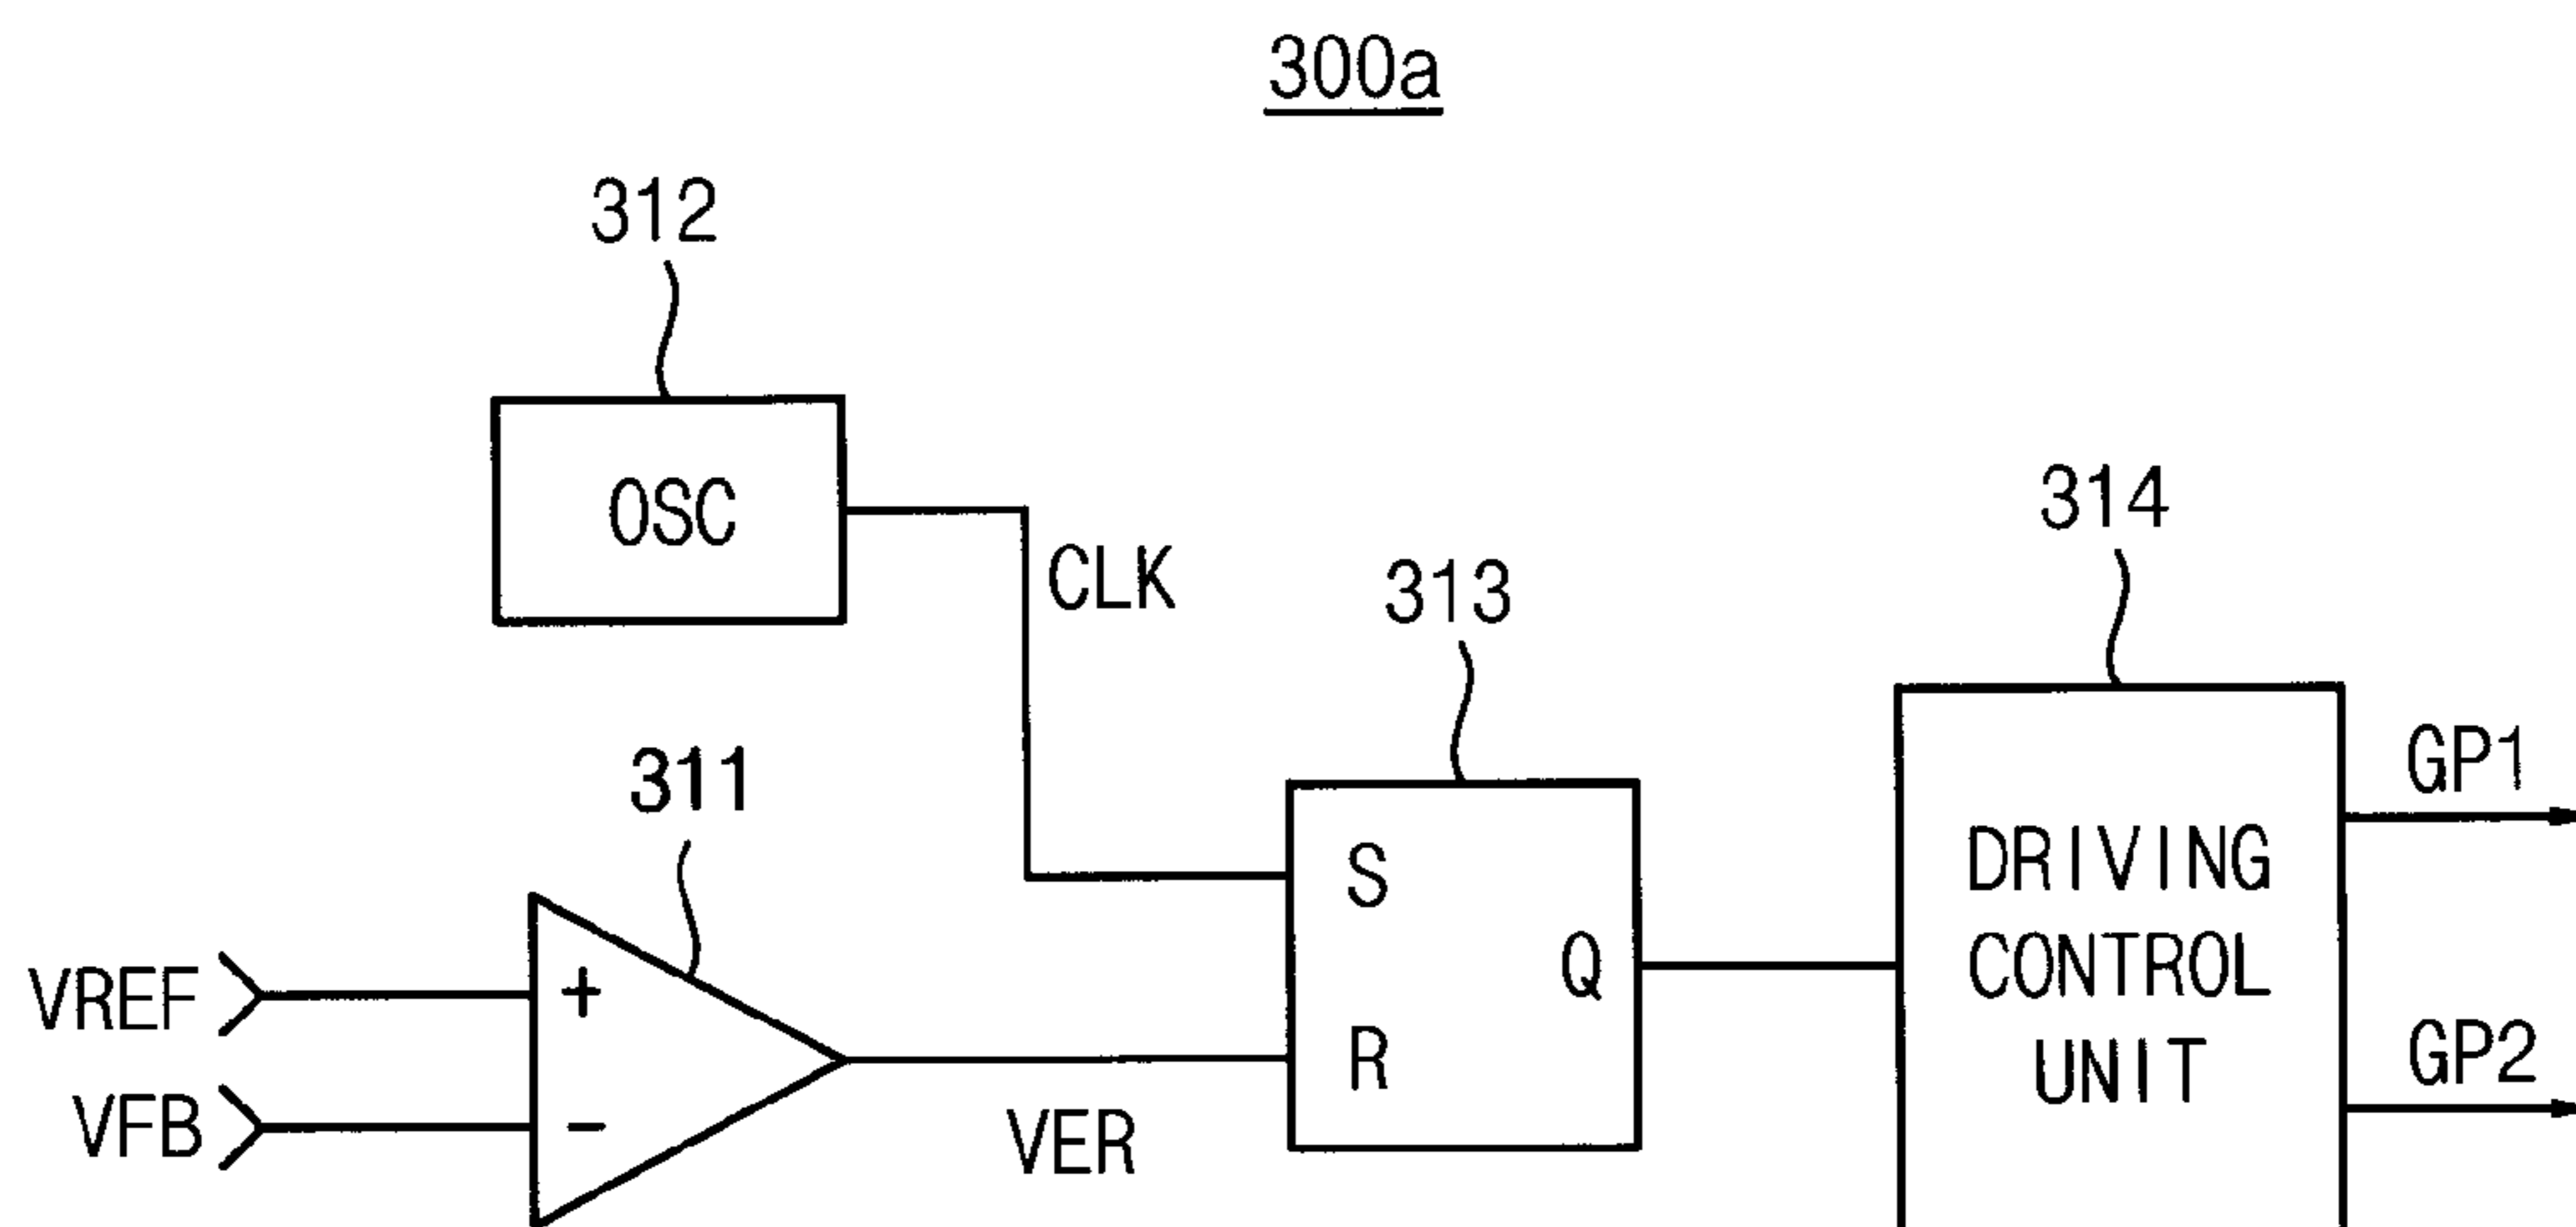 300a
312
OSC
CLK
314
313
311
GP1
S
DRIVING
CONTROL
UNIT
Q
VREF
+
R
GP2
VFB
-
VER